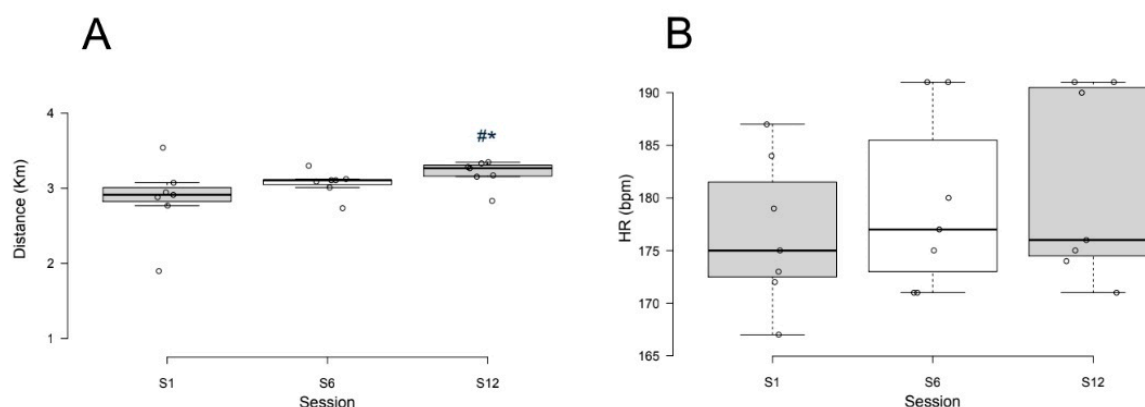 A
Distance (Km)
4
3
2
1
#*
S1
S6
S12
Session
B
HR (bpm)
190
185
180
175
170
165
S1
S6
S12
Session